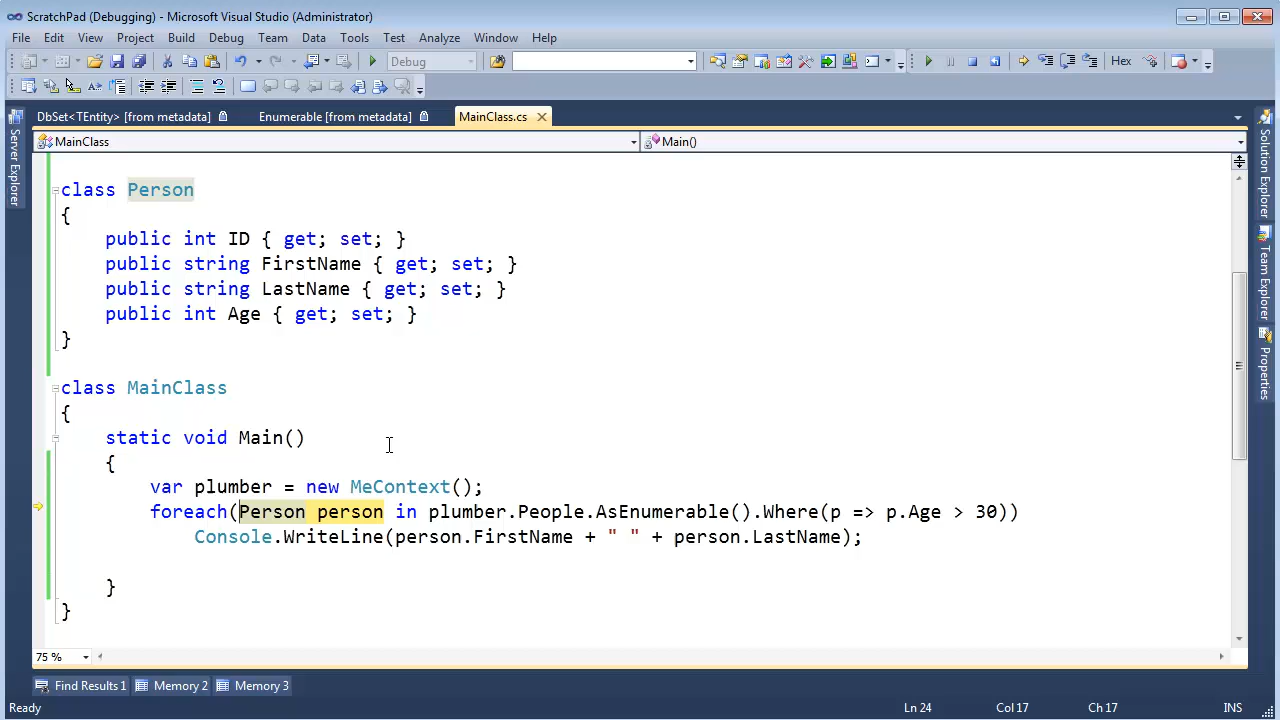 ScratchPad (Debugging) - Microsoft Visual Studio (Administrator)
File Edit View Project Build Debug Team Data Tools Test Analyze Window Help
Debug Hex
DbSet<TEntity> [from metadata] Enumerable [from metadata] MainClass.cs
MainClass Main()
Server Explorer
Solution Explorer
Team Explorer
Properties
class Person
{
public int ID { get; set; }
public string FirstName { get; set; }
public string LastName { get; set; }
public int Age { get; set; }
}
class MainClass
{
static void Main()
{
var plumber = new MeContext();
foreach(Person person in plumber.People.AsEnumerable().Where(p => p.Age > 30))
Console.WriteLine(person.FirstName + " " + person.LastName);
}
}
75 %
Find Results 1 Memory 2 Memory 3
Ready Ln 24 Col 17 Ch 17 INS